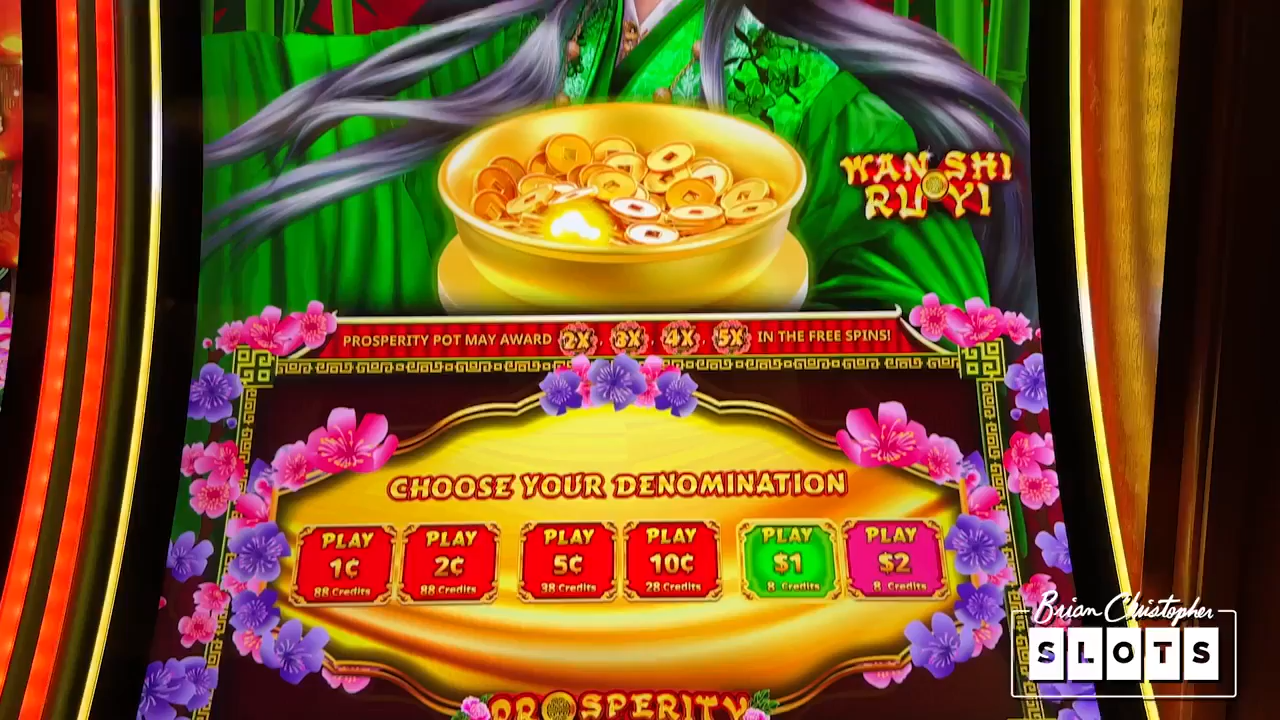 WAN SHI
RU YI
PROSPERITY POT MAY AWARD 2X, 3X, 4X, 5X IN THE FREE SPINS!
CHOOSE YOUR DENOMINATION
PLAY
1¢
88 Credits
PLAY
2¢
88 Credits
PLAY
5¢
38 Credits
PLAY
10¢
28 Credits
PLAY
$1
8 Credits
PLAY
$2
8 Credits
Brian Christopher
SLOTS
PROSPERITY